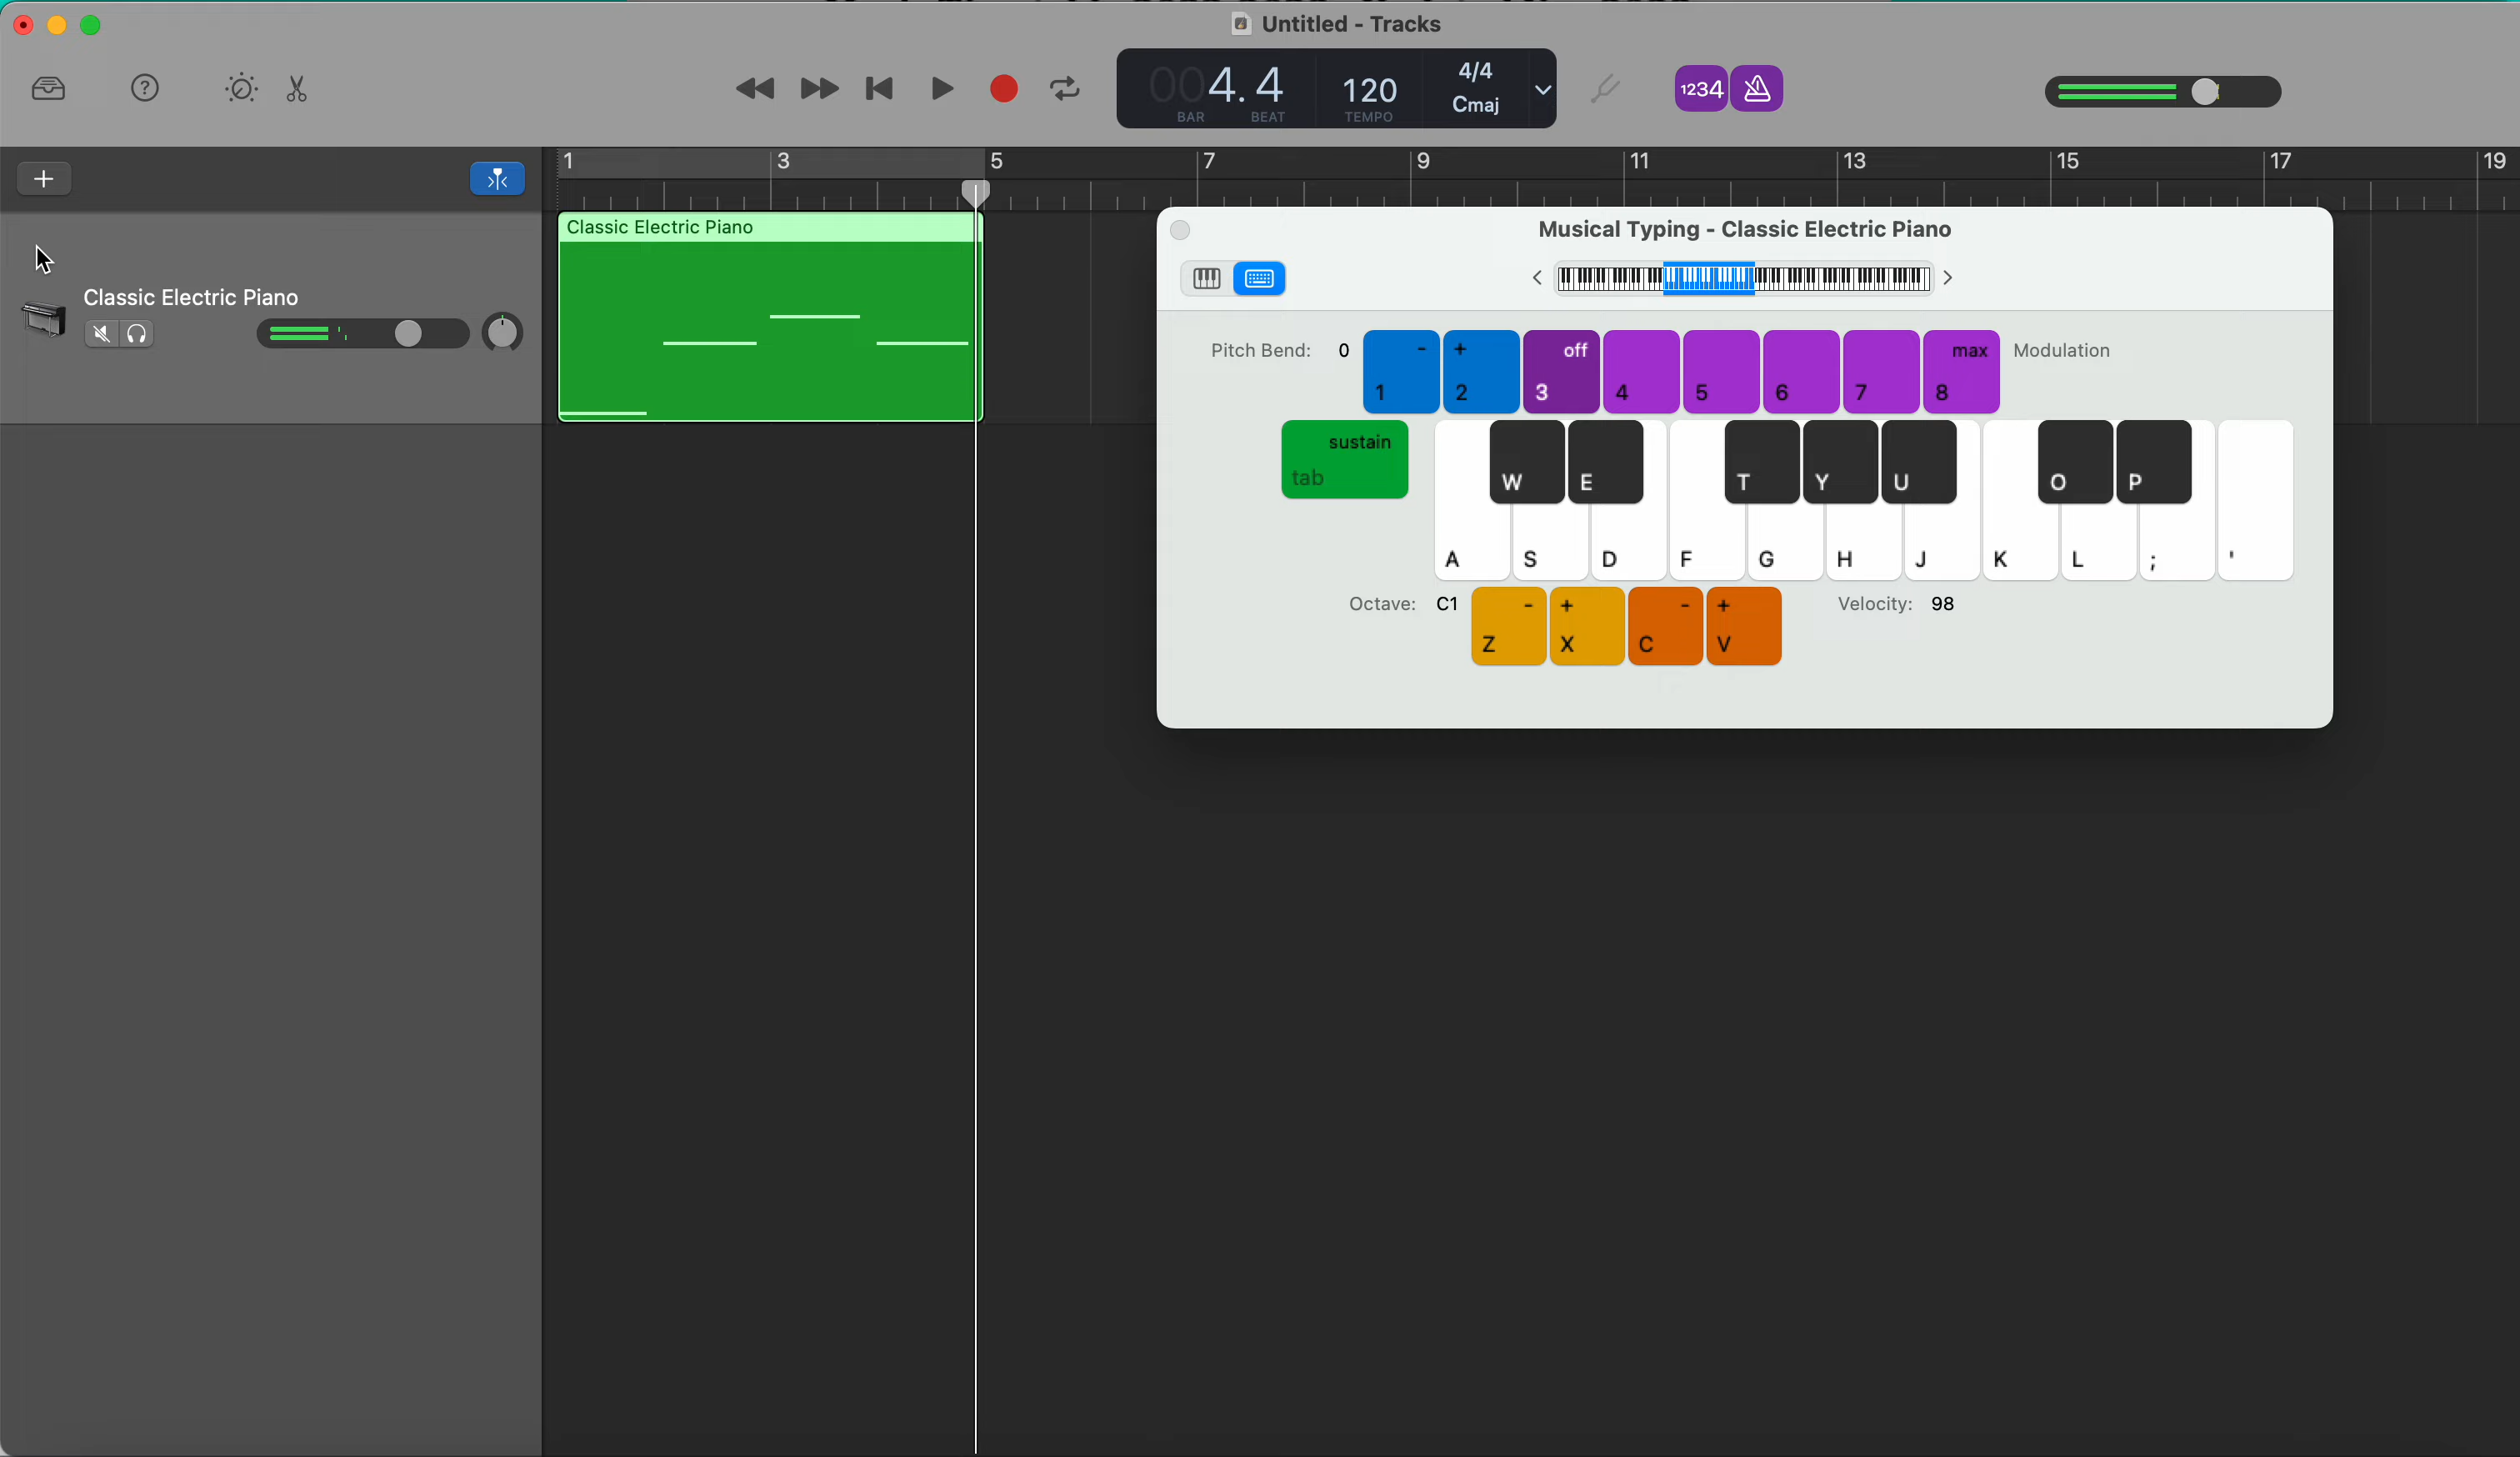 Untitled - Tracks
004.4
BAR BEAT
120
TEMPO
4/4
Cmaj
1234
1 3 5 7 9 11 13 15 17 19
Classic Electric Piano
Classic Electric Piano
Musical Typing - Classic Electric Piano
Pitch Bend: 0
- + off max
1 2 3 4 5 6 7 8
Modulation
sustain
tab
W E T Y U O P
A S D F G H J K L ; '
Octave: C1
- + - +
Z X C V
Velocity: 98